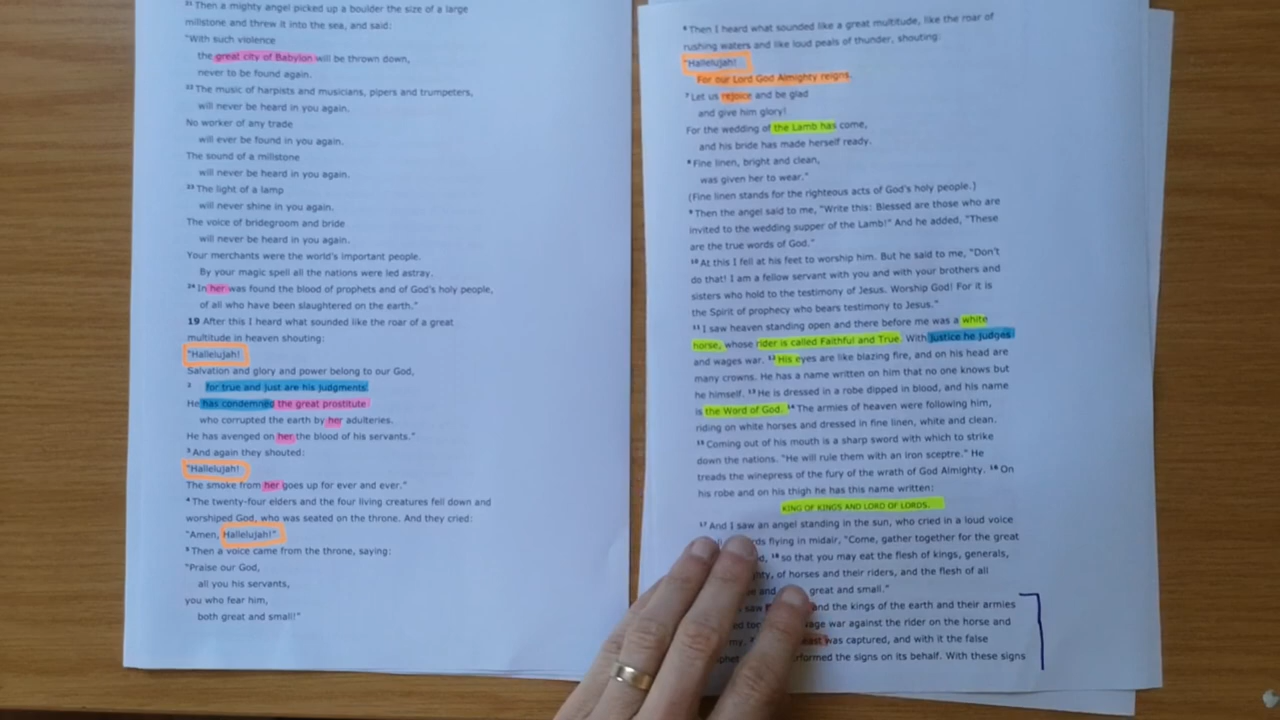 21 Then a mighty angel picked up a boulder the size of a large
millstone and threw it into the sea, and said:
"With such violence
the great city of Babylon will be thrown down,
never to be found again.
22 The music of harpists and musicians, pipers and trumpeters,
will never be heard in you again.
No worker of any trade
will ever be found in you again.
The sound of a millstone
will never be heard in you again.
23 The light of a lamp
will never shine in you again.
The voice of bridegroom and bride
will never be heard in you again.
Your merchants were the world's important people.
By your magic spell all the nations were led astray.
24 In her was found the blood of prophets and of God's holy people,
of all who have been slaughtered on the earth."
19 After this I heard what sounded like the roar of a great
multitude in heaven shouting:
"Hallelujah!
Salvation and glory and power belong to our God,
2 for true and just are his judgments.
He has condemned the great prostitute
who corrupted the earth by her adulteries.
He has avenged on her the blood of his servants."
3 And again they shouted:
"Hallelujah!
The smoke from her goes up for ever and ever."
4 The twenty-four elders and the four living creatures fell down and
worshiped God, who was seated on the throne. And they cried:
"Amen, Hallelujah!"
5 Then a voice came from the throne, saying:
"Praise our God,
all you his servants,
you who fear him,
both great and small!"
6 Then I heard what sounded like a great multitude, like the roar of
rushing waters and like loud peals of thunder, shouting:
"Hallelujah!
For our Lord God Almighty reigns.
7 Let us rejoice and be glad
and give him glory!
For the wedding of the Lamb has come,
and his bride has made herself ready.
8 Fine linen, bright and clean,
was given her to wear."
(Fine linen stands for the righteous acts of God's holy people.)
9 Then the angel said to me, "Write this: Blessed are those who are
invited to the wedding supper of the Lamb!" And he added, "These
are the true words of God."
10 At this I fell at his feet to worship him. But he said to me, "Don't
do that! I am a fellow servant with you and with your brothers and
sisters who hold to the testimony of Jesus. Worship God! For it is
the Spirit of prophecy who bears testimony to Jesus."
11 I saw heaven standing open and there before me was a white
horse, whose rider is called Faithful and True. With justice he judges
and wages war. 12 His eyes are like blazing fire, and on his head are
many crowns. He has a name written on him that no one knows but
he himself. 13 He is dressed in a robe dipped in blood, and his name
is the Word of God. 14 The armies of heaven were following him,
riding on white horses and dressed in fine linen, white and clean.
15 Coming out of his mouth is a sharp sword with which to strike
down the nations. "He will rule them with an iron sceptre." He
treads the winepress of the fury of the wrath of God Almighty. 16 On
his robe and on his thigh he has this name written:
KING OF KINGS AND LORD OF LORDS.
17 And I saw an angel standing in the sun, who cried in a loud voice
flying in midair, "Come, gather together for the great
18 so that you may eat the flesh of kings, generals,
of horses and their riders, and the flesh of all
and great and small."
saw and the kings of the earth and their armies
wage war against the rider on the horse and
was captured, and with it the false
performed the signs on its behalf. With these signs